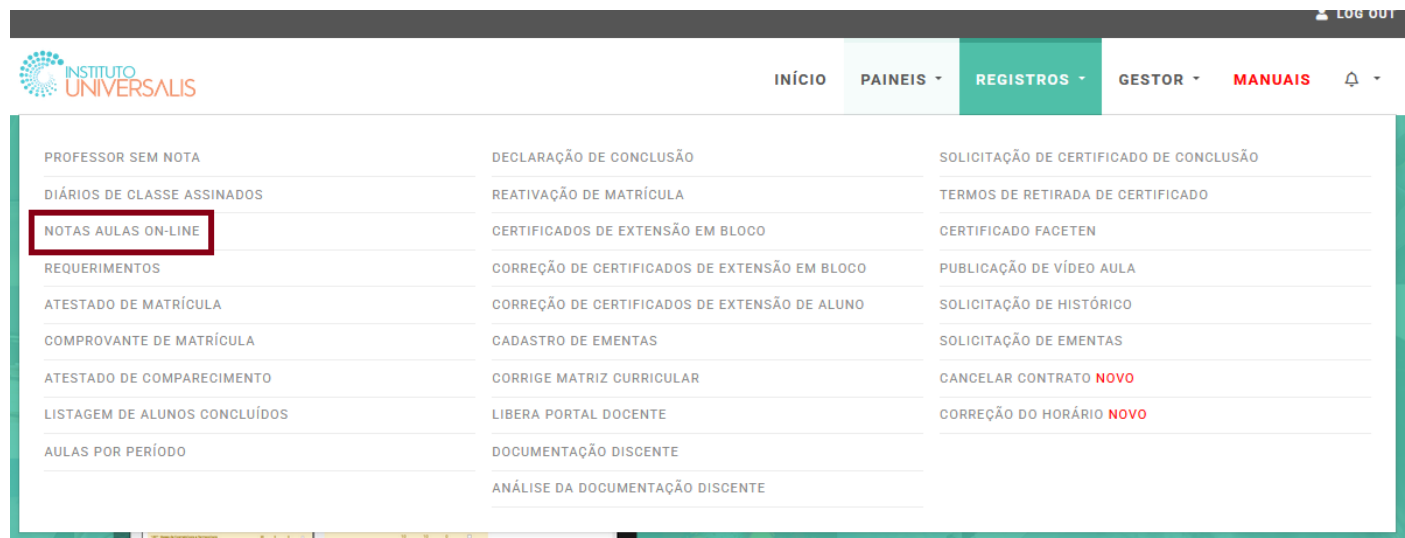 LOG OUT
INSTITUTO
UNIVERSALIS
INÍCIO
PAINEIS
REGISTROS
GESTOR
MANUAIS
PROFESSOR SEM NOTA
DIÁRIOS DE CLASSE ASSINADOS
NOTAS AULAS ON-LINE
REQUERIMENTOS
ATESTADO DE MATRÍCULA
COMPROVANTE DE MATRÍCULA
ATESTADO DE COMPARECIMENTO
LISTAGEM DE ALUNOS CONCLUÍDOS
AULAS POR PERÍODO
DECLARAÇÃO DE CONCLUSÃO
REATIVAÇÃO DE MATRÍCULA
CERTIFICADOS DE EXTENSÃO EM BLOCO
CORREÇÃO DE CERTIFICADOS DE EXTENSÃO EM BLOCO
CORREÇÃO DE CERTIFICADOS DE EXTENSÃO DE ALUNO
CADASTRO DE EMENTAS
CORRIGE MATRIZ CURRICULAR
LIBERA PORTAL DOCENTE
DOCUMENTAÇÃO DISCENTE
ANÁLISE DA DOCUMENTAÇÃO DISCENTE
SOLICITAÇÃO DE CERTIFICADO DE CONCLUSÃO
TERMOS DE RETIRADA DE CERTIFICADO
CERTIFICADO FACETEN
PUBLICAÇÃO DE VÍDEO AULA
SOLICITAÇÃO DE HISTÓRICO
SOLICITAÇÃO DE EMENTAS
CANCELAR CONTRATO NOVO
CORREÇÃO DO HORÁRIO NOVO